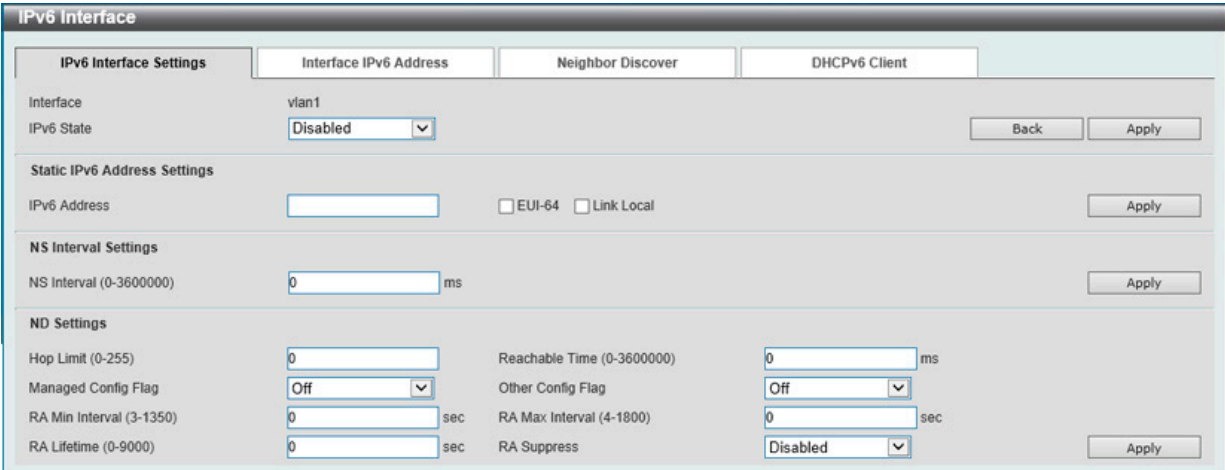 IPv6 Interface
IPv6 Interface Settings Interface IPv6 Address Neighbor Discover DHCPv6 Client
Interface vlan1
IPv6 State Disabled Back Apply
Static IPv6 Address Settings
IPv6 Address EUI-64 Link Local Apply
NS Interval Settings
NS Interval (0-3600000) 0 ms Apply
ND Settings
Hop Limit (0-255) 0 Reachable Time (0-3600000) 0 ms
Managed Config Flag Off Other Config Flag Off
RA Min Interval (3-1350) 0 sec RA Max Interval (4-1800) 0 sec
RA Lifetime (0-9000) 0 sec RA Suppress Disabled Apply